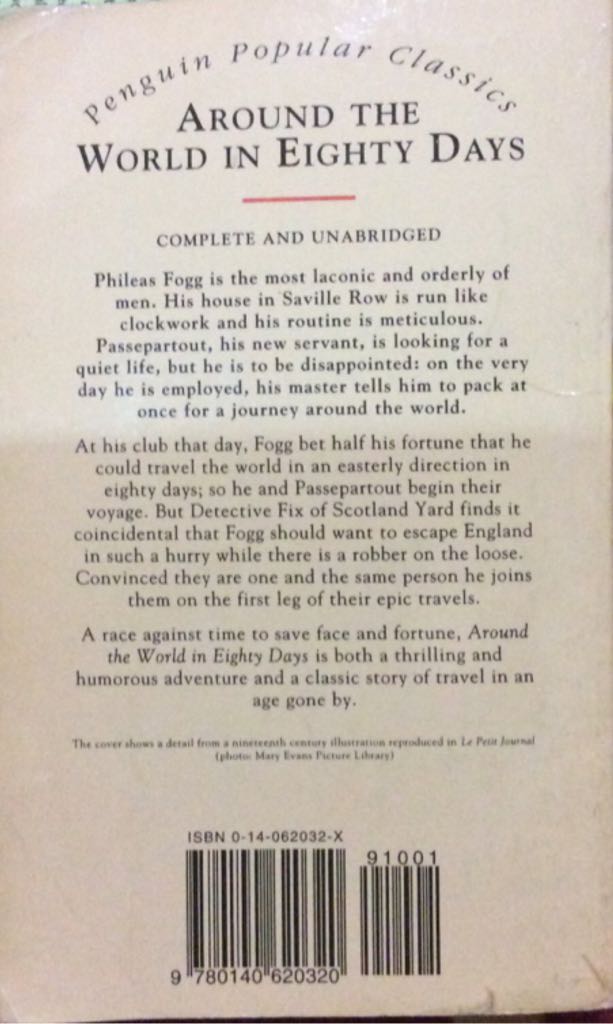 Penguin Popular Classics
AROUND THE
WORLD IN EIGHTY DAYS
COMPLETE AND UNABRIDGED
Phileas Fogg is the most laconic and orderly of
men. His house in Saville Row is run like
clockwork and his routine is meticulous.
Passepartout, his new servant, is looking for a
quiet life, but he is to be disappointed: on the very
day he is employed, his master tells him to pack at
once for a journey around the world.
At his club that day, Fogg bet half his fortune that he
could travel the world in an easterly direction in
eighty days; so he and Passepartout begin their
voyage. But Detective Fix of Scotland Yard finds it
coincidental that Fogg should want to escape England
in such a hurry while there is a robber on the loose.
Convinced they are one and the same person he joins
them on the first leg of their epic travels.
A race against time to save face and fortune, Around
the World in Eighty Days is both a thrilling and
humorous adventure and a classic story of travel in an
age gone by.
The cover shows a detail from a nineteenth century illustration reproduced in Le Petit Journal
(photo: Mary Evans Picture Library)
ISBN 0-14-062032-X
91001
9 780140 620320